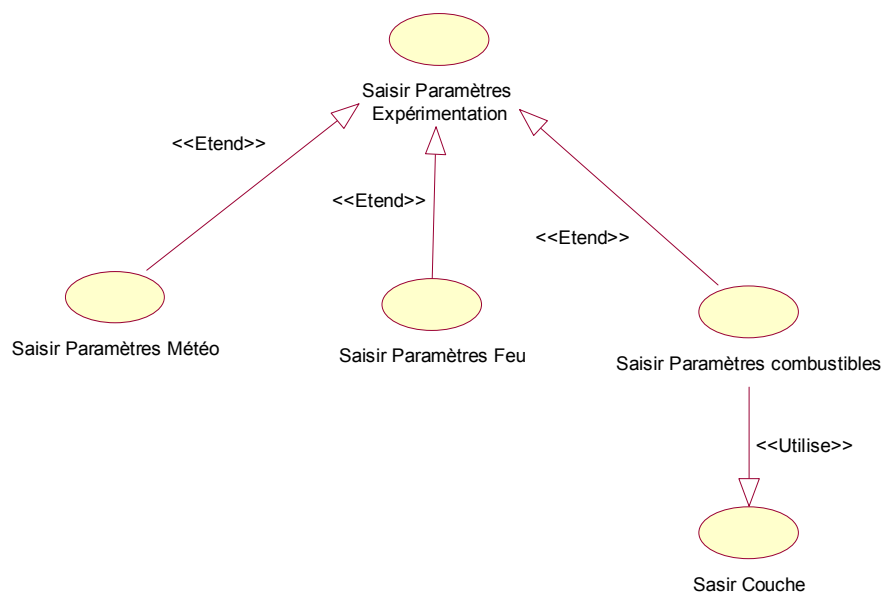 Saisir Paramètres
Expérimentation
<<Etend>>
<<Etend>>
<<Etend>>
Saisir Paramètres Météo
Saisir Paramètres Feu
Saisir Paramètres combustibles
<<Utilise>>
Sasir Couche